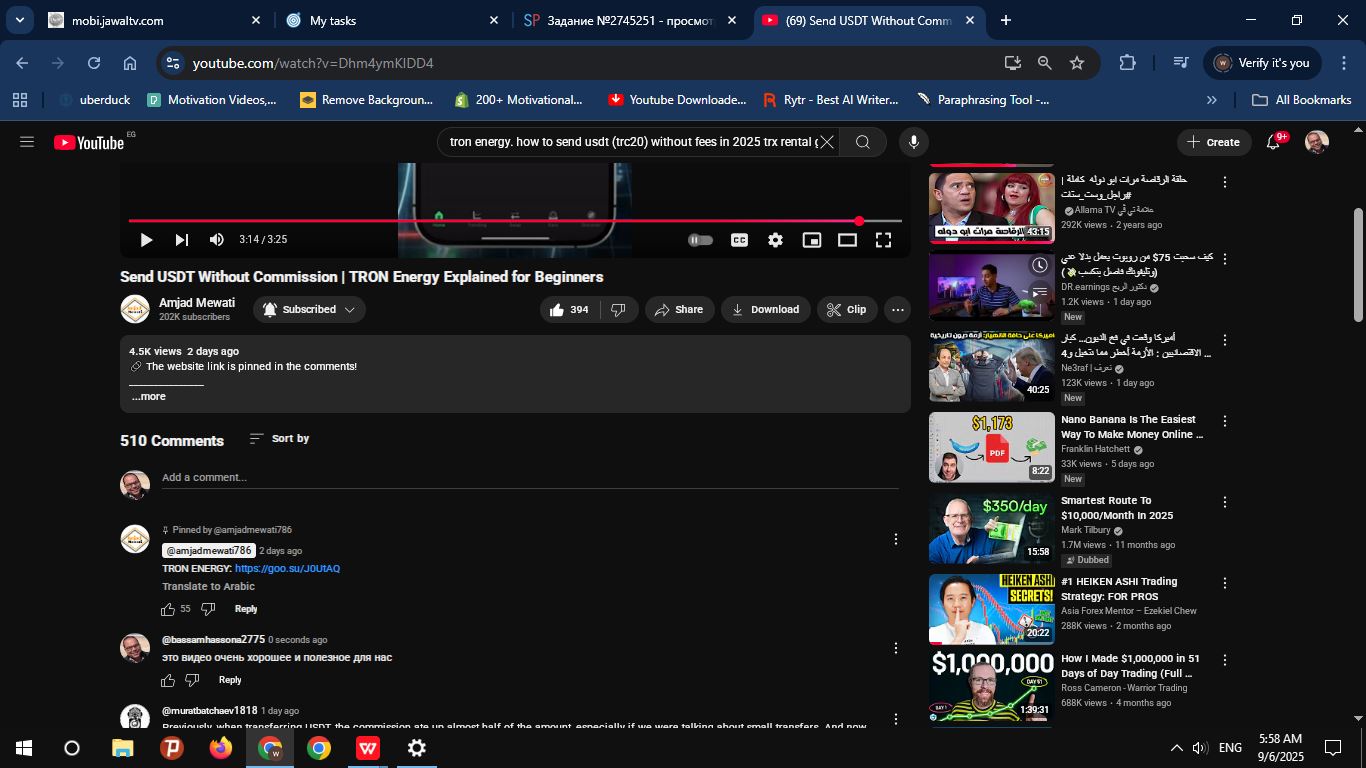 mobi.jawaltv.com
My tasks
Задание №2745251 - просмотр
(69) Send USDT Without Comm
youtube.com/watch?v=Dhm4ymKIDD4
Verify it's you
uberduck
Motivation Videos,...
Remove Backgroun...
200+ Motivational...
Youtube Downloade...
Rytr - Best AI Writer...
Paraphrasing Tool -...
All Bookmarks
YouTube EG
tron energy. how to send usdt (trc20) without fees in 2025 trx rental g
Create
9+
3:14 / 3:25
CC
Send USDT Without Commission | TRON Energy Explained for Beginners
Amjad Mewati
202K subscribers
Subscribed
394
Share
Download
Clip
4.5K views 2 days ago
🔗 The website link is pinned in the comments!
_______________
...more
510 Comments
Sort by
Add a comment...
Pinned by @amjadmewati786
@amjadmewati786 2 days ago
TRON ENERGY: https://goo.su/J0UtAQ
Translate to Arabic
55
Reply
@bassamhassona2775 0 seconds ago
это видео очень хорошее и полезное для нас
Reply
@muratbatchaev1818 1 day ago
Previously, when transferring USDT, the commission ate up almost half of the amount, especially if we were talking about small transfers. And now
حلقة الرقاصة مرات ابو دوله كاملة |
#راجل_وست_ستات
Allama TV علامة تي في
292K views · 2 years ago
43:15
كيف سحبت 75$ من روبوت يعمل بدلا عني
(وتليفونك فاصل بتكسب 💸)
DR.earnings دكتور الربح
1.2K views · 1 day ago
New
أميركا وقعت في فخ الديون... كبار
الاقتصاديين : الأزمة أخطر مما تتخيل و4 ...
Ne3raf | نعرف
123K views · 1 day ago
New
40:25
Nano Banana Is The Easiest
Way To Make Money Online ...
Franklin Hatchett
33K views · 5 days ago
New
$1,173
PDF
8:22
Smartest Route To
$10,000/Month In 2025
Mark Tilbury
1.7M views · 11 months ago
Dubbed
$350/day
15:58
#1 HEIKEN ASHI Trading
Strategy: FOR PROS
Asia Forex Mentor – Ezekiel Chew
288K views · 2 months ago
HEIKEN ASHI
SECRETS!
20:22
How I Made $1,000,000 in 51
Days of Day Trading (Full ...
Ross Cameron - Warrior Trading
688K views · 4 months ago
$1,000,000
DAY 51
DAY 1
1:39:31
ENG
5:58 AM
9/6/2025